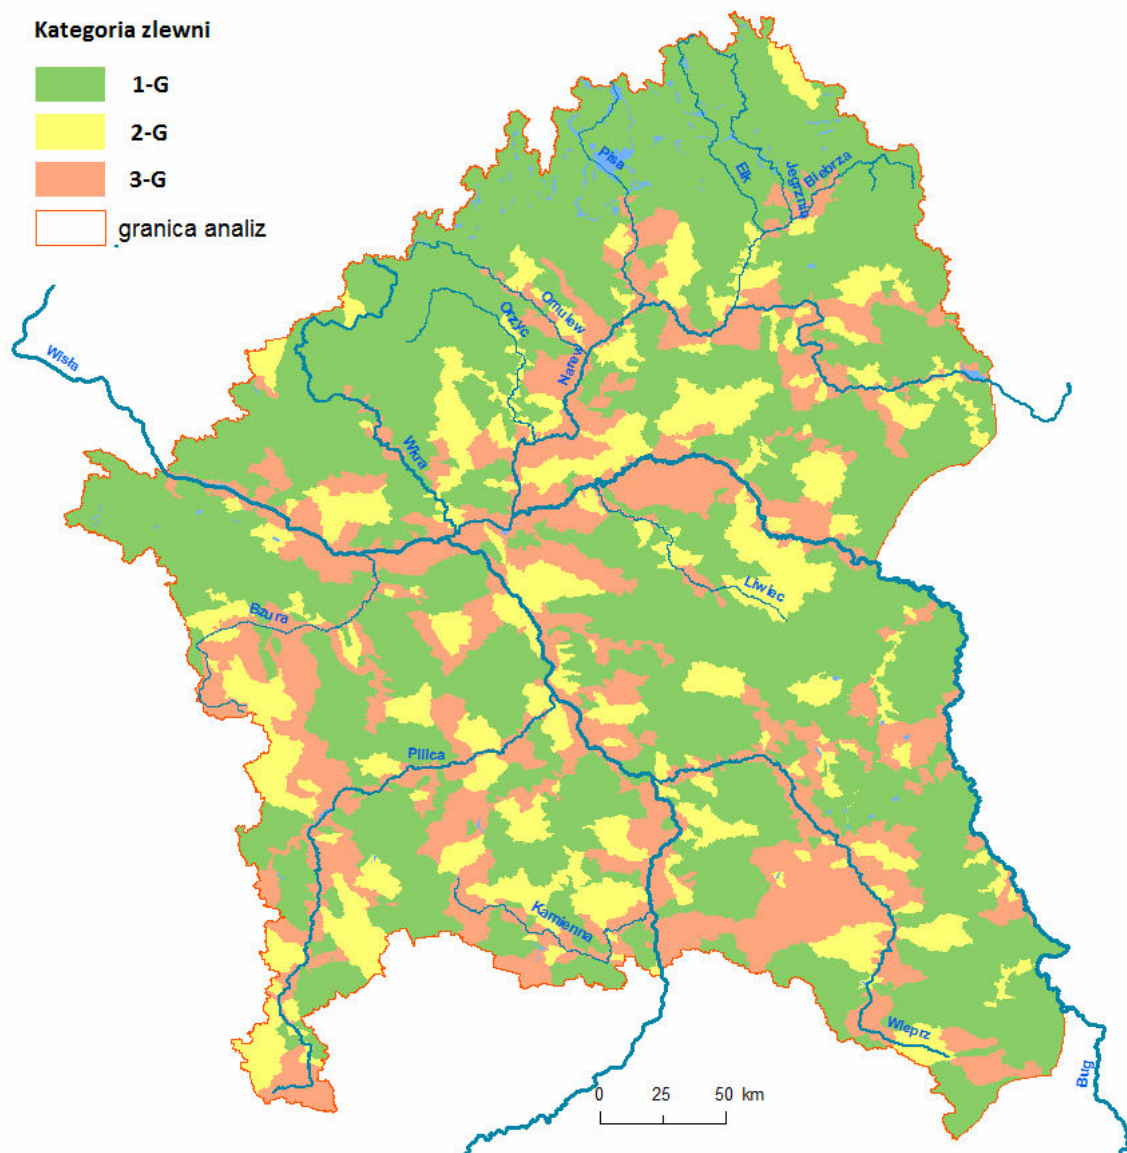 Kategoria zlewni
1-G
2-G
3-G
granica analiz
Pisa
Ełk
Jegrznia
Biebrza
Omulew
Orzyc
Narew
Wisła
Wkra
Liwiec
Bzura
Pilica
Kamienna
Wieprz
Bug
0 25 50 km